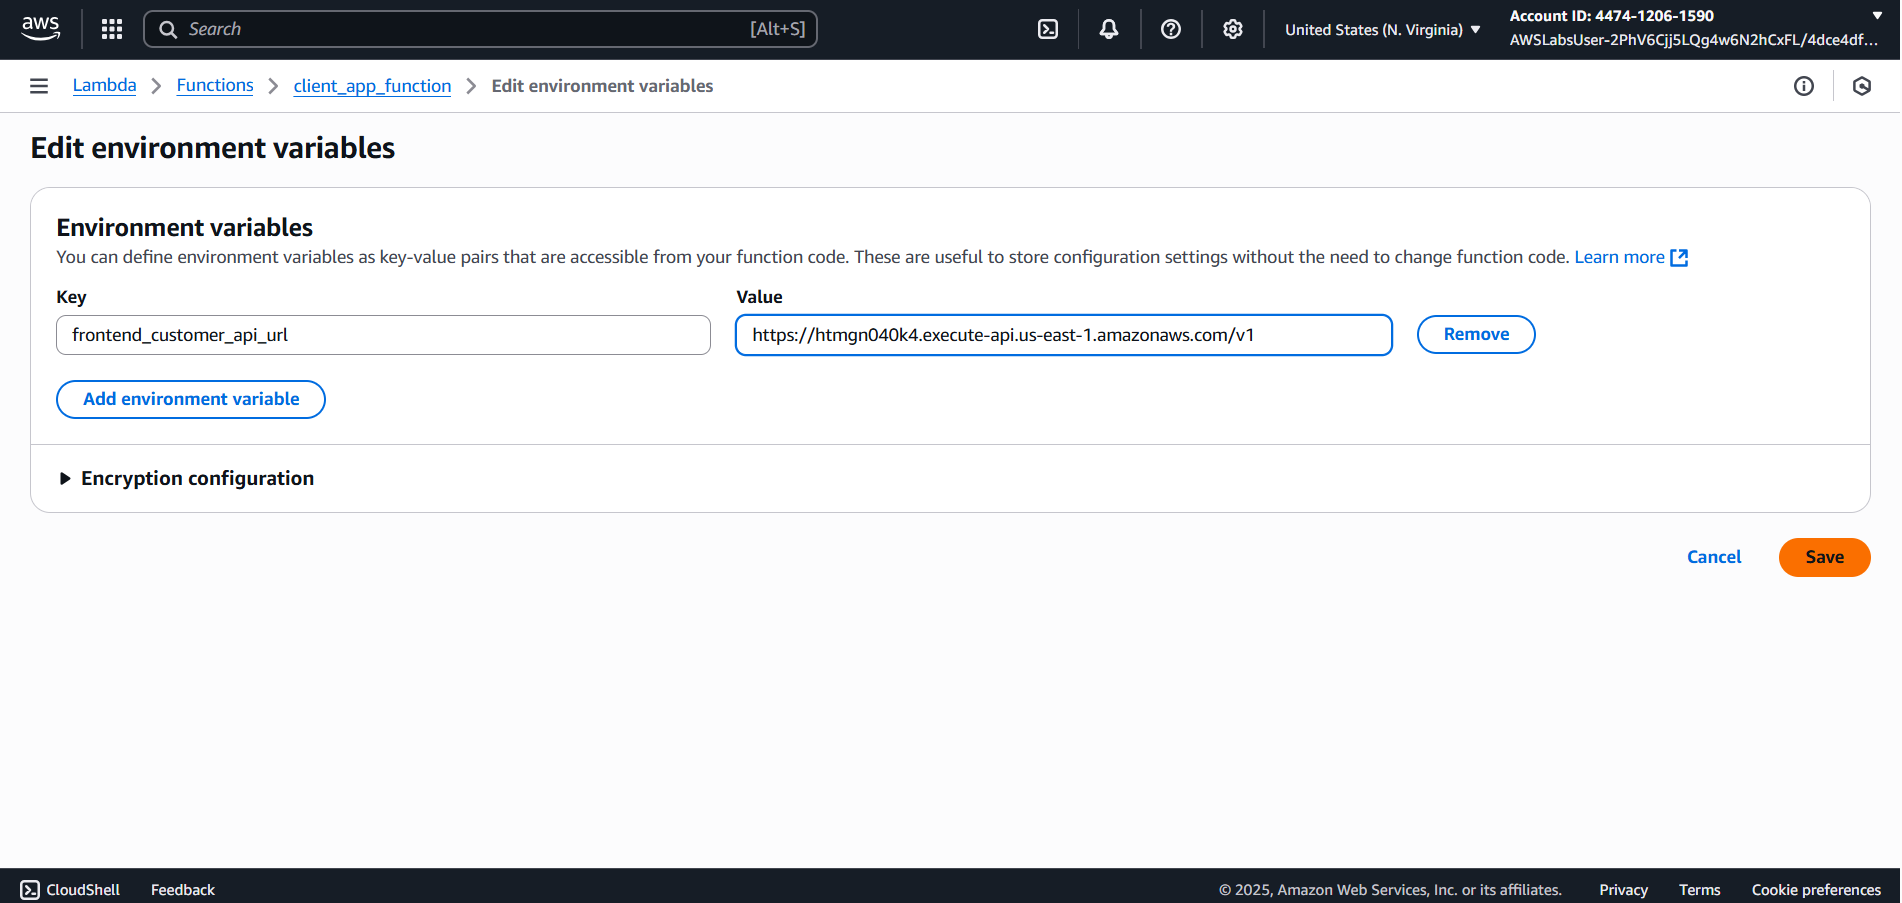 aws
Search [Alt+S]
United States (N. Virginia)
Account ID: 4474-1206-1590
AWSLabsUser-2PhV6Cjj5LQg4w6N2hCxFL/4dce4df...
Lambda Functions client_app_function Edit environment variables
Edit environment variables
Environment variables
You can define environment variables as key-value pairs that are accessible from your function code. These are useful to store configuration settings without the need to change function code. Learn more
Key Value
frontend_customer_api_url https://htmgn040k4.execute-api.us-east-1.amazonaws.com/v1 Remove
Add environment variable
Encryption configuration
Cancel Save
CloudShell Feedback © 2025, Amazon Web Services, Inc. or its affiliates. Privacy Terms Cookie preferences